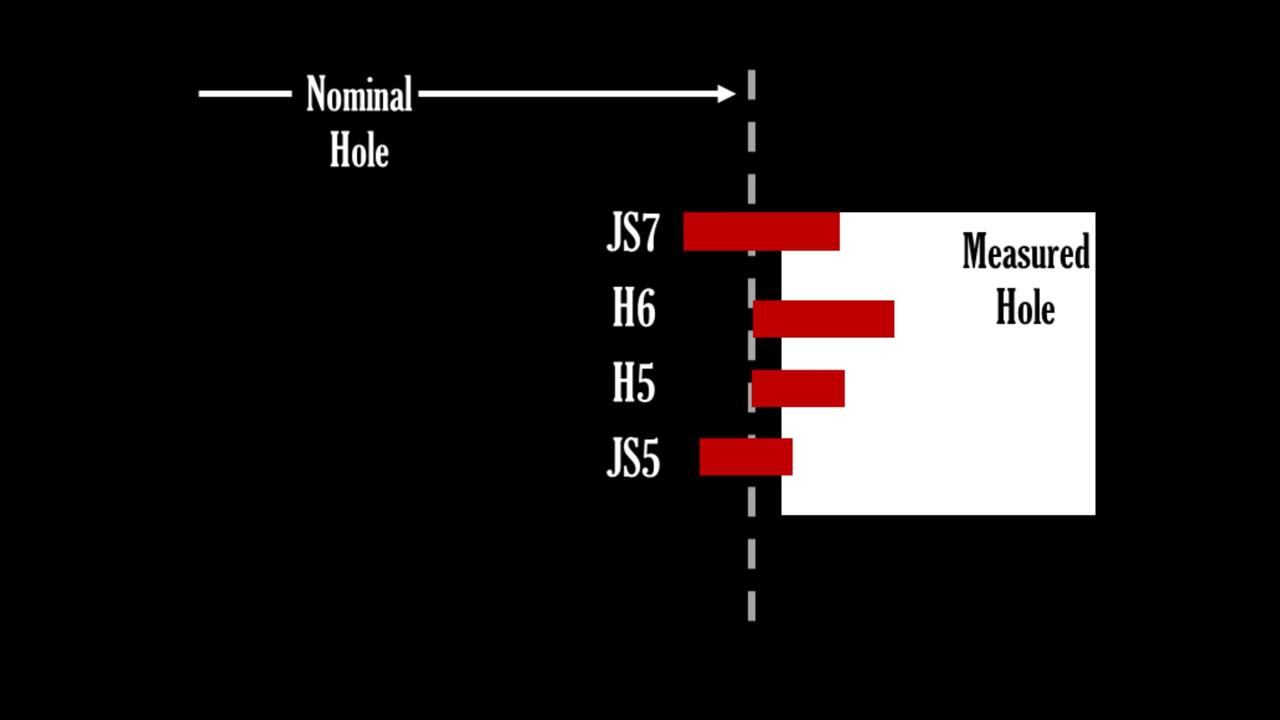 Nominal
Hole
JS7
Measured
Hole
H6
H5
JS5